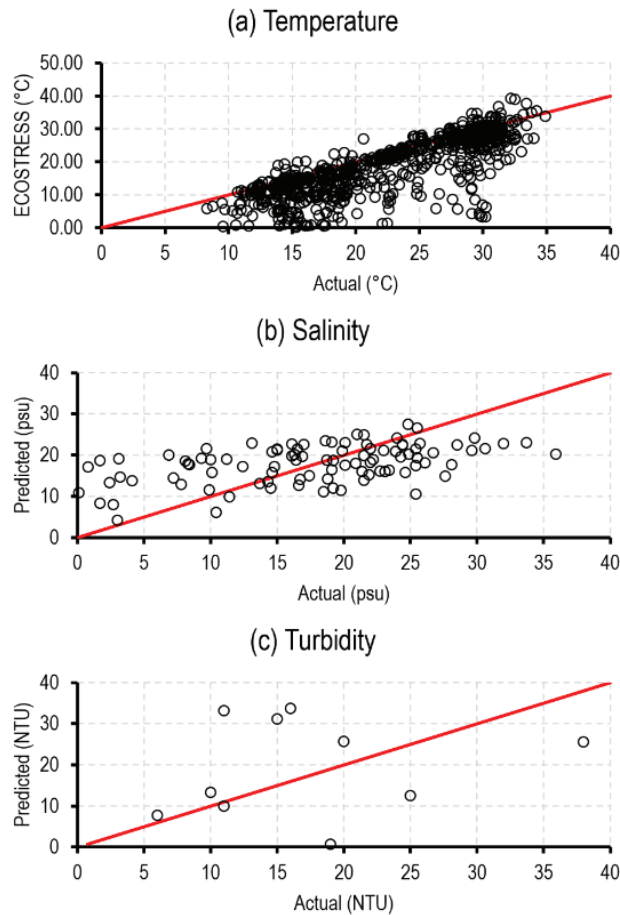 (a) Temperature
50.00
40.00
30.00
20.00
10.00
0.00
ECOSTRESS (°C)
0 5 10 15 20 25 30 35 40
Actual (°C)
(b) Salinity
40
30
20
10
0
Predicted (psu)
0 5 10 15 20 25 30 35 40
Actual (psu)
(c) Turbidity
40
30
20
10
0
Predicted (NTU)
0 5 10 15 20 25 30 35 40
Actual (NTU)